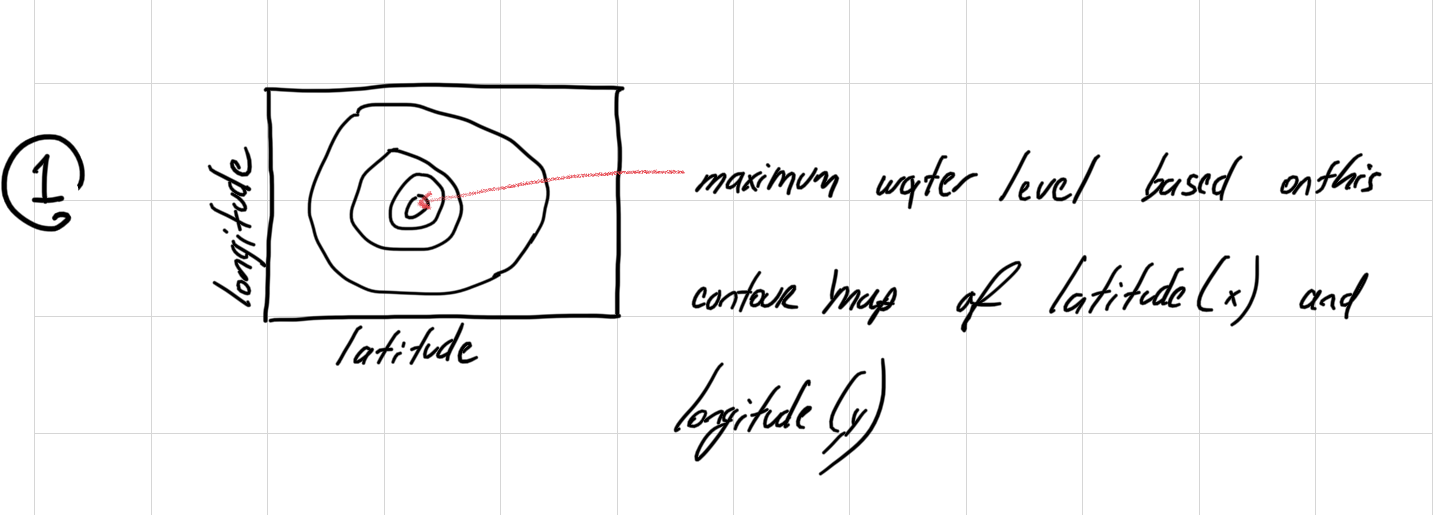 1
longitude
latitude
maximum water level based on this
contour map of latitude (x) and
longitude (y)